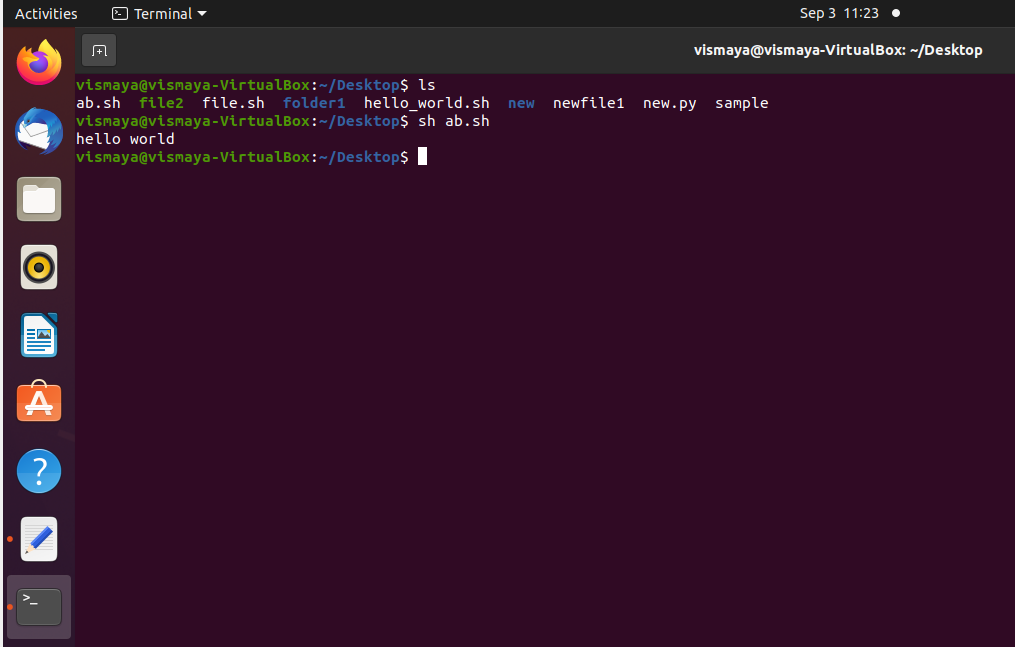 Activities Terminal Sep 3 11:23
vismaya@vismaya-VirtualBox: ~/Desktop
vismaya@vismaya-VirtualBox:~/Desktop$ ls
ab.sh file2 file.sh folder1 hello_world.sh new newfile1 new.py sample
vismaya@vismaya-VirtualBox:~/Desktop$ sh ab.sh
hello world
vismaya@vismaya-VirtualBox:~/Desktop$